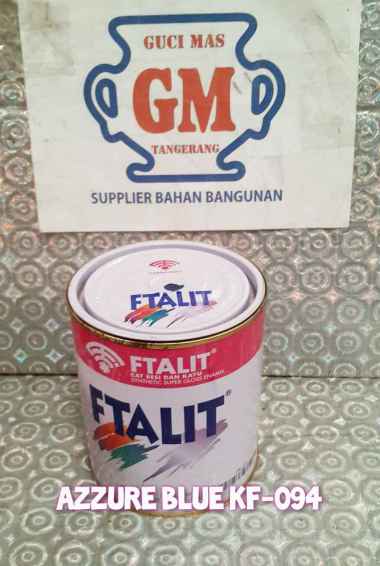 GUCI MAS
GM
TANGERANG
SUPPLIER BAHAN BANGUNAN
FTALIT
FTALIT®
CAT BESI DAN KAYU
SYNTHETIC SUPER GLOSS ENAMEL
FTALIT®
AZZURE BLUE KF-094